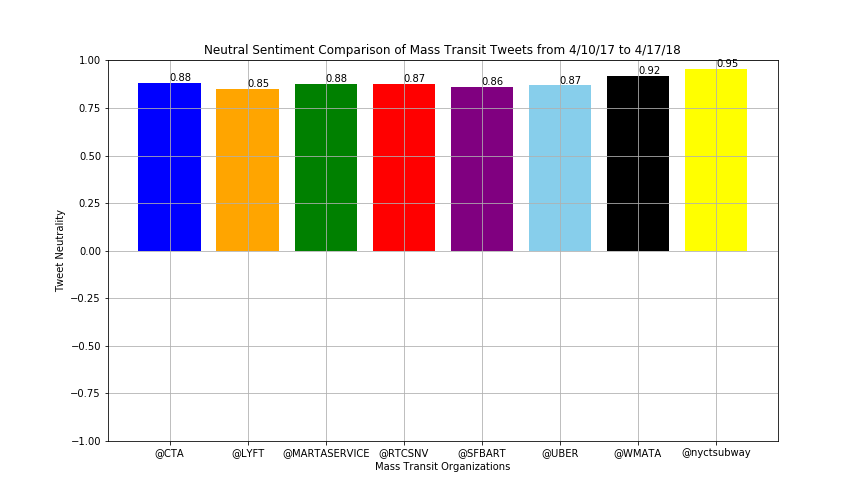 Neutral Sentiment Comparison of Mass Transit Tweets from 4/10/17 to 4/17/18
1.00
0.75
0.50
0.25
0.00
−0.25
−0.50
−0.75
−1.00
Tweet Neutrality
0.88
0.85
0.88
0.87
0.86
0.87
0.92
0.95
@CTA
@LYFT
@MARTASERVICE
@RTCSNV
@SFBART
@UBER
@WMATA
@nyctsubway
Mass Transit Organizations